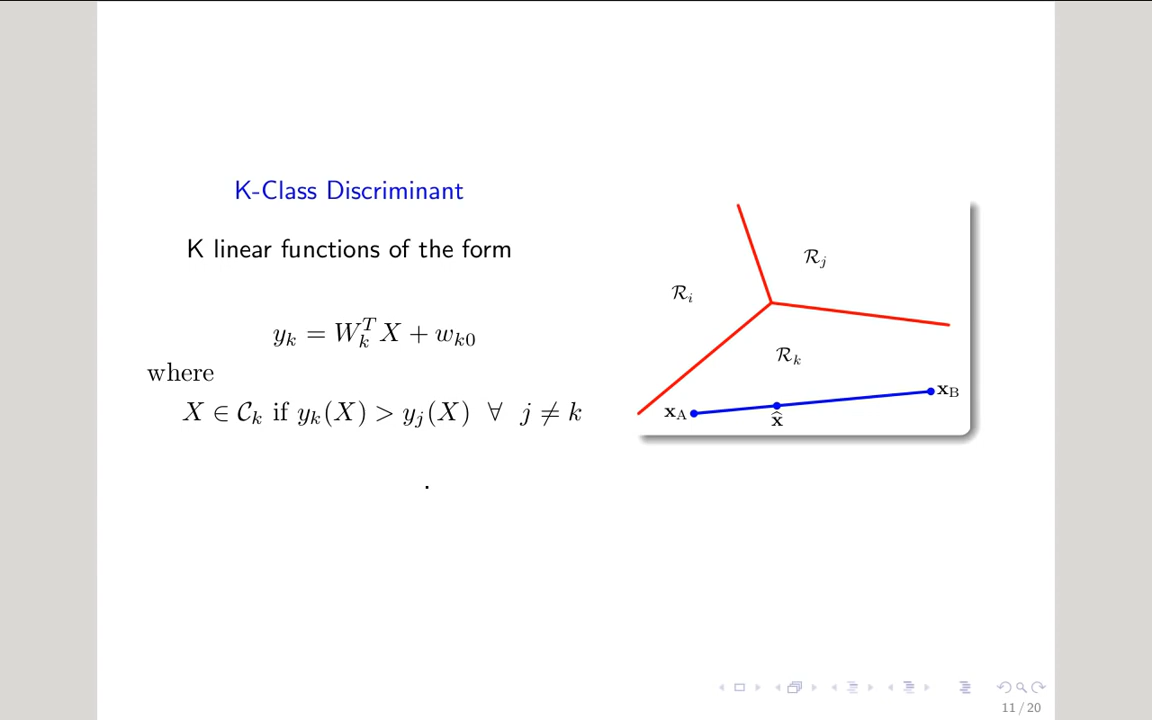 K-Class Discriminant
K linear functions of the form
y_k = W_k^T X + w_{k0}
where
X ∈ C_k if y_k(X) > y_j(X) ∀ j ≠ k
.
R_j
R_i
R_k
x_A
x̂
x_B
11 / 20